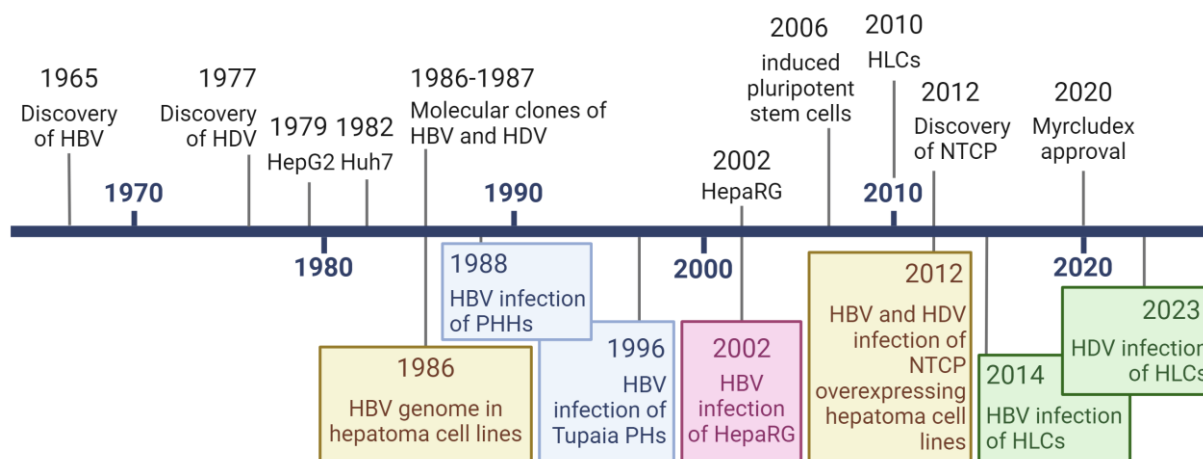 1965
Discovery
of HBV
1977
Discovery
of HDV
1979
HepG2
1982
Huh7
1986-1987
Molecular clones of
HBV and HDV
2002
HepaRG
2006
induced
pluripotent
stem cells
2010
HLCs
2012
Discovery
of NTCP
2020
Myrcludex
approval
1970
1990
2010
1980
2000
2020
1986
HBV genome in
hepatoma cell lines
1988
HBV infection
of PHHs
1996
HBV
infection of
Tupaia PHs
2002
HBV
infection
of HepaRG
2012
HBV and HDV
infection of
NTCP
overexpressing
hepatoma cell
lines
2014
HBV infection
of HLCs
2023
HDV infection
of HLCs